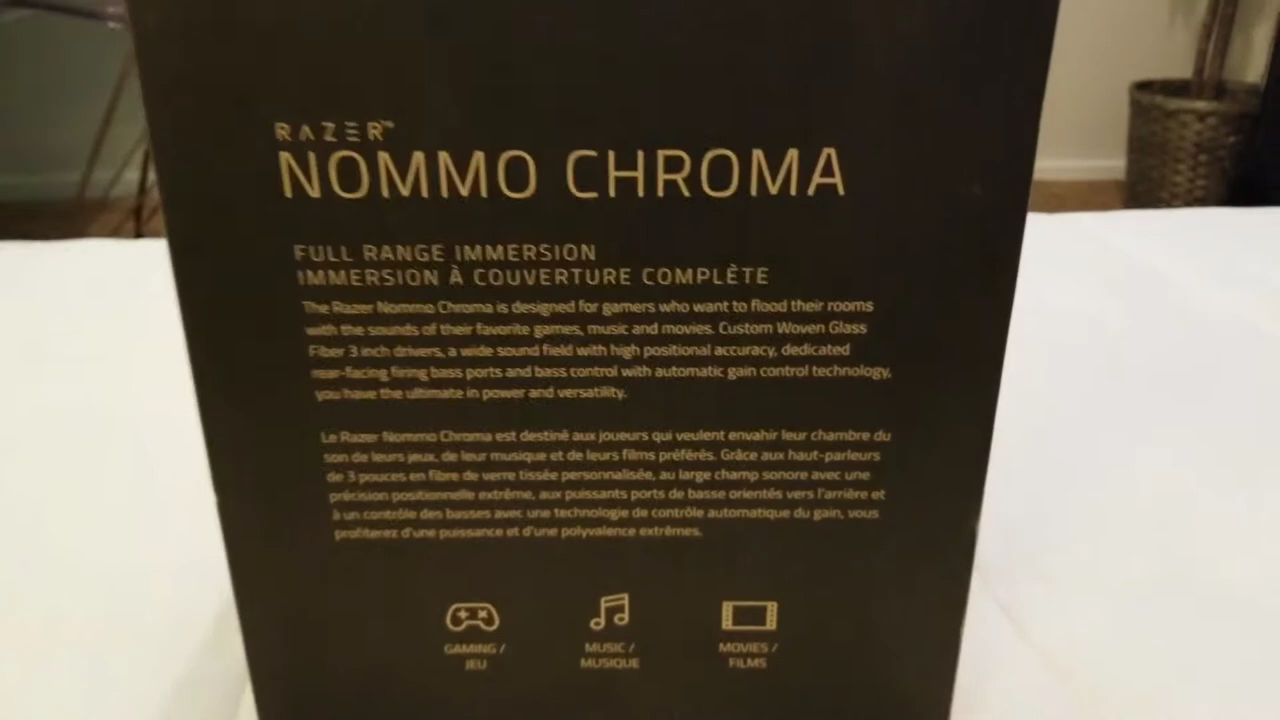 RAZER™
NOMMO CHROMA
FULL RANGE IMMERSION
IMMERSION À COUVERTURE COMPLÈTE
The Razer Nommo Chroma is designed for gamers who want to flood their rooms
with the sounds of their favorite games, music and movies. Custom Woven Glass
Fiber 3 inch drivers, a wide sound field with high positional accuracy, dedicated
rear-facing firing bass ports and bass control with automatic gain control technology,
you have the ultimate in power and versatility.
Le Razer Nommo Chroma est destiné aux joueurs qui veulent envahir leur chambre du
son de leurs jeux, de leur musique et de leurs films préférés. Grâce aux haut-parleurs
de 3 pouces en fibre de verre tissée personnalisée, au large champ sonore avec une
précision positionnelle extrême, aux puissants ports de basse orientés vers l'arrière et
à un contrôle des basses avec une technologie de contrôle automatique du gain, vous
profiterez d'une puissance et d'une polyvalence extrêmes.
GAMING /
JEU
MUSIC /
MUSIQUE
MOVIES /
FILMS